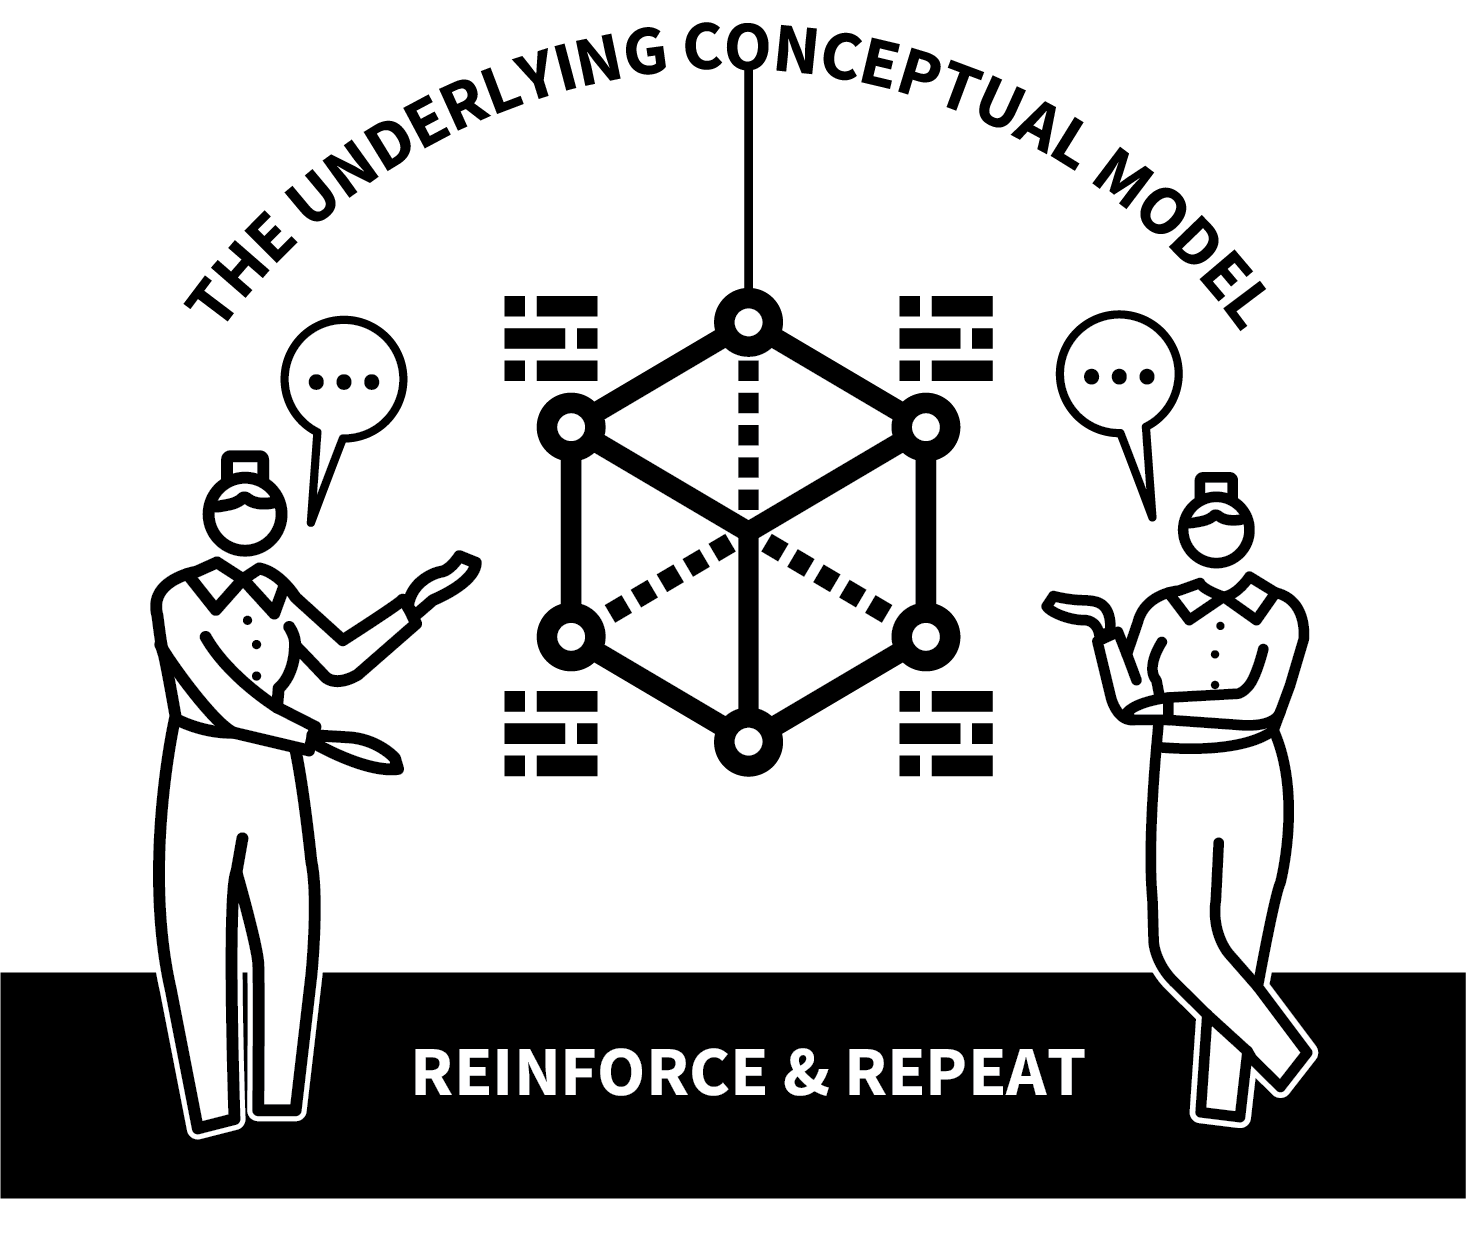 THE UNDERLYING CONCEPTUAL MODEL
REINFORCE & REPEAT